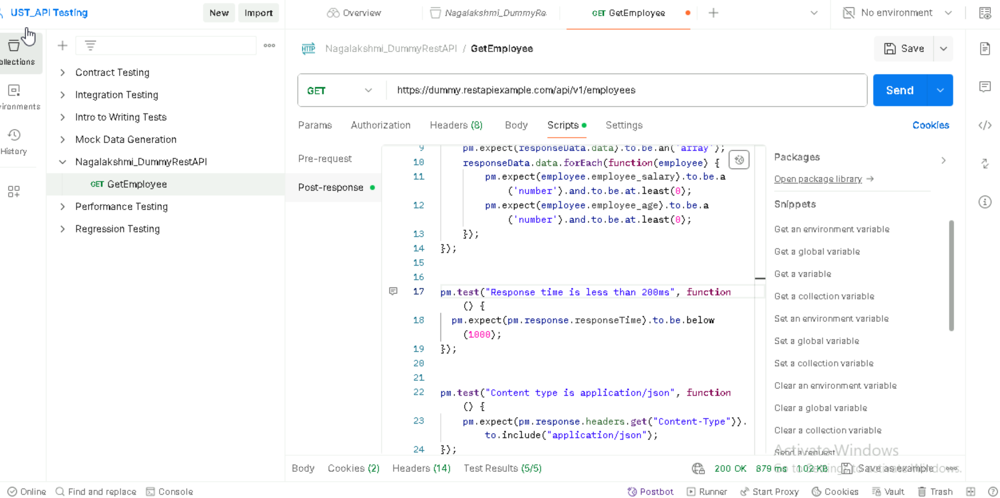 UST_API Testing
New
Import
Overview
Nagalakshmi_DummyRe
GET GetEmployee
No environment
ollections
vironments
History
Contract Testing
Integration Testing
Intro to Writing Tests
Mock Data Generation
Nagalakshmi_DummyRestAPI
GET GetEmployee
Performance Testing
Regression Testing
HTTP Nagalakshmi_DummyRestAPI / GetEmployee
Save
GET
https://dummy.restapiexample.com/api/v1/employees
Send
Params Authorization Headers (8) Body Scripts Settings
Cookies
Pre-request
Post-response
9 pm.expect(responseData.data).to.be.an('array');
10 responseData.data.forEach(function(employee) {
11 pm.expect(employee.employee_salary).to.be.a
('number').and.to.be.at.least(0);
12 pm.expect(employee.employee_age).to.be.a
('number').and.to.be.at.least(0);
13 });
14 });
15
16
17 pm.test("Response time is less than 200ms", function
() {
18 pm.expect(pm.response.responseTime).to.be.below
(1000);
19 });
20
21
22 pm.test("Content type is application/json", function
() {
23 pm.expect(pm.response.headers.get("Content-Type")).
to.include("application/json");
24 });
Packages
Open package library →
Snippets
Get an environment variable
Get a global variable
Get a variable
Get a collection variable
Set an environment variable
Set a global variable
Set a collection variable
Clear an environment variable
Clear a global variable
Clear a collection variable
Send a request
Activate Windows
Go to Settings to activate Windows.
Body Cookies (2) Headers (14) Test Results (5/5)
200 OK 879 ms 1.02 KB Save as example
Online Find and replace Console
Postbot Runner Start Proxy Cookies Vault Trash